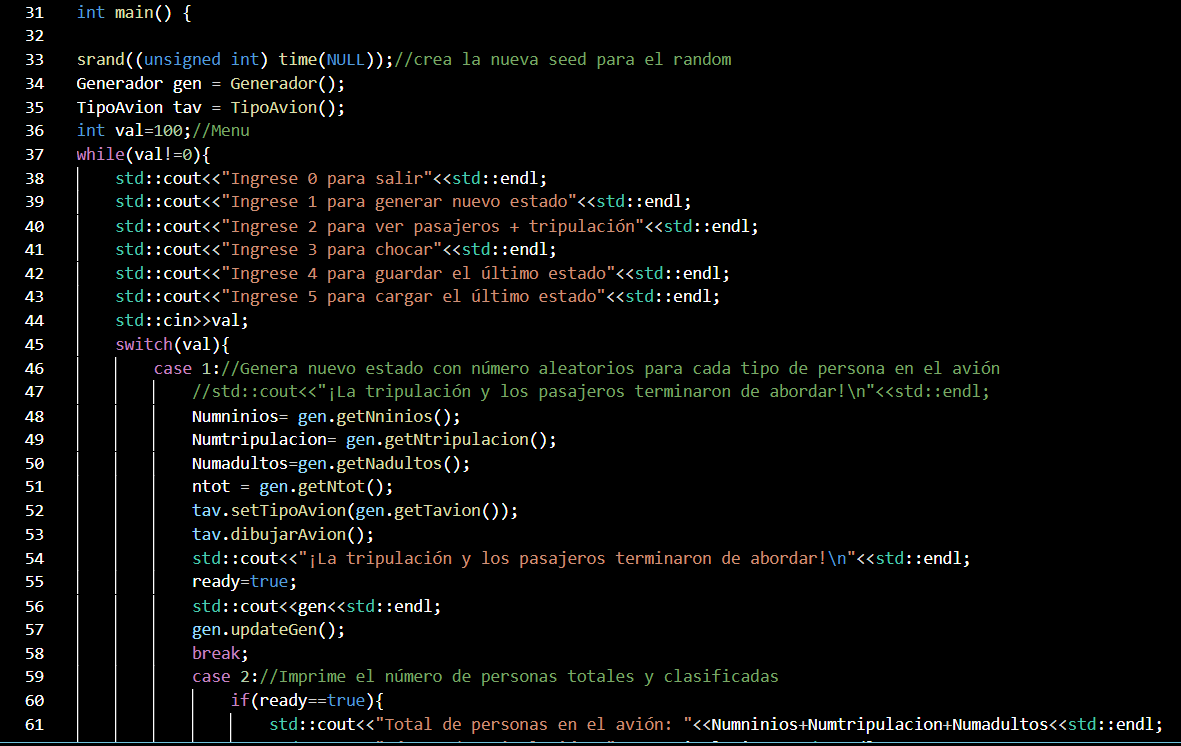 31 int main() {
32
33 srand((unsigned int) time(NULL));//crea la nueva seed para el random
34 Generador gen = Generador();
35 TipoAvion tav = TipoAvion();
36 int val=100;//Menu
37 while(val!=0){
38 std::cout<<"Ingrese 0 para salir"<<std::endl;
39 std::cout<<"Ingrese 1 para generar nuevo estado"<<std::endl;
40 std::cout<<"Ingrese 2 para ver pasajeros + tripulación"<<std::endl;
41 std::cout<<"Ingrese 3 para chocar"<<std::endl;
42 std::cout<<"Ingrese 4 para guardar el último estado"<<std::endl;
43 std::cout<<"Ingrese 5 para cargar el último estado"<<std::endl;
44 std::cin>>val;
45 switch(val){
46 case 1://Genera nuevo estado con número aleatorios para cada tipo de persona en el avión
47 //std::cout<<"¡La tripulación y los pasajeros terminaron de abordar!\n"<<std::endl;
48 Numninios= gen.getNninios();
49 Numtripulacion= gen.getNtripulacion();
50 Numadultos=gen.getNadultos();
51 ntot = gen.getNtot();
52 tav.setTipoAvion(gen.getTavion());
53 tav.dibujarAvion();
54 std::cout<<"¡La tripulación y los pasajeros terminaron de abordar!\n"<<std::endl;
55 ready=true;
56 std::cout<<gen<<std::endl;
57 gen.updateGen();
58 break;
59 case 2://Imprime el número de personas totales y clasificadas
60 if(ready==true){
61 std::cout<<"Total de personas en el avión: "<<Numninios+Numtripulacion+Numadultos<<std::endl;